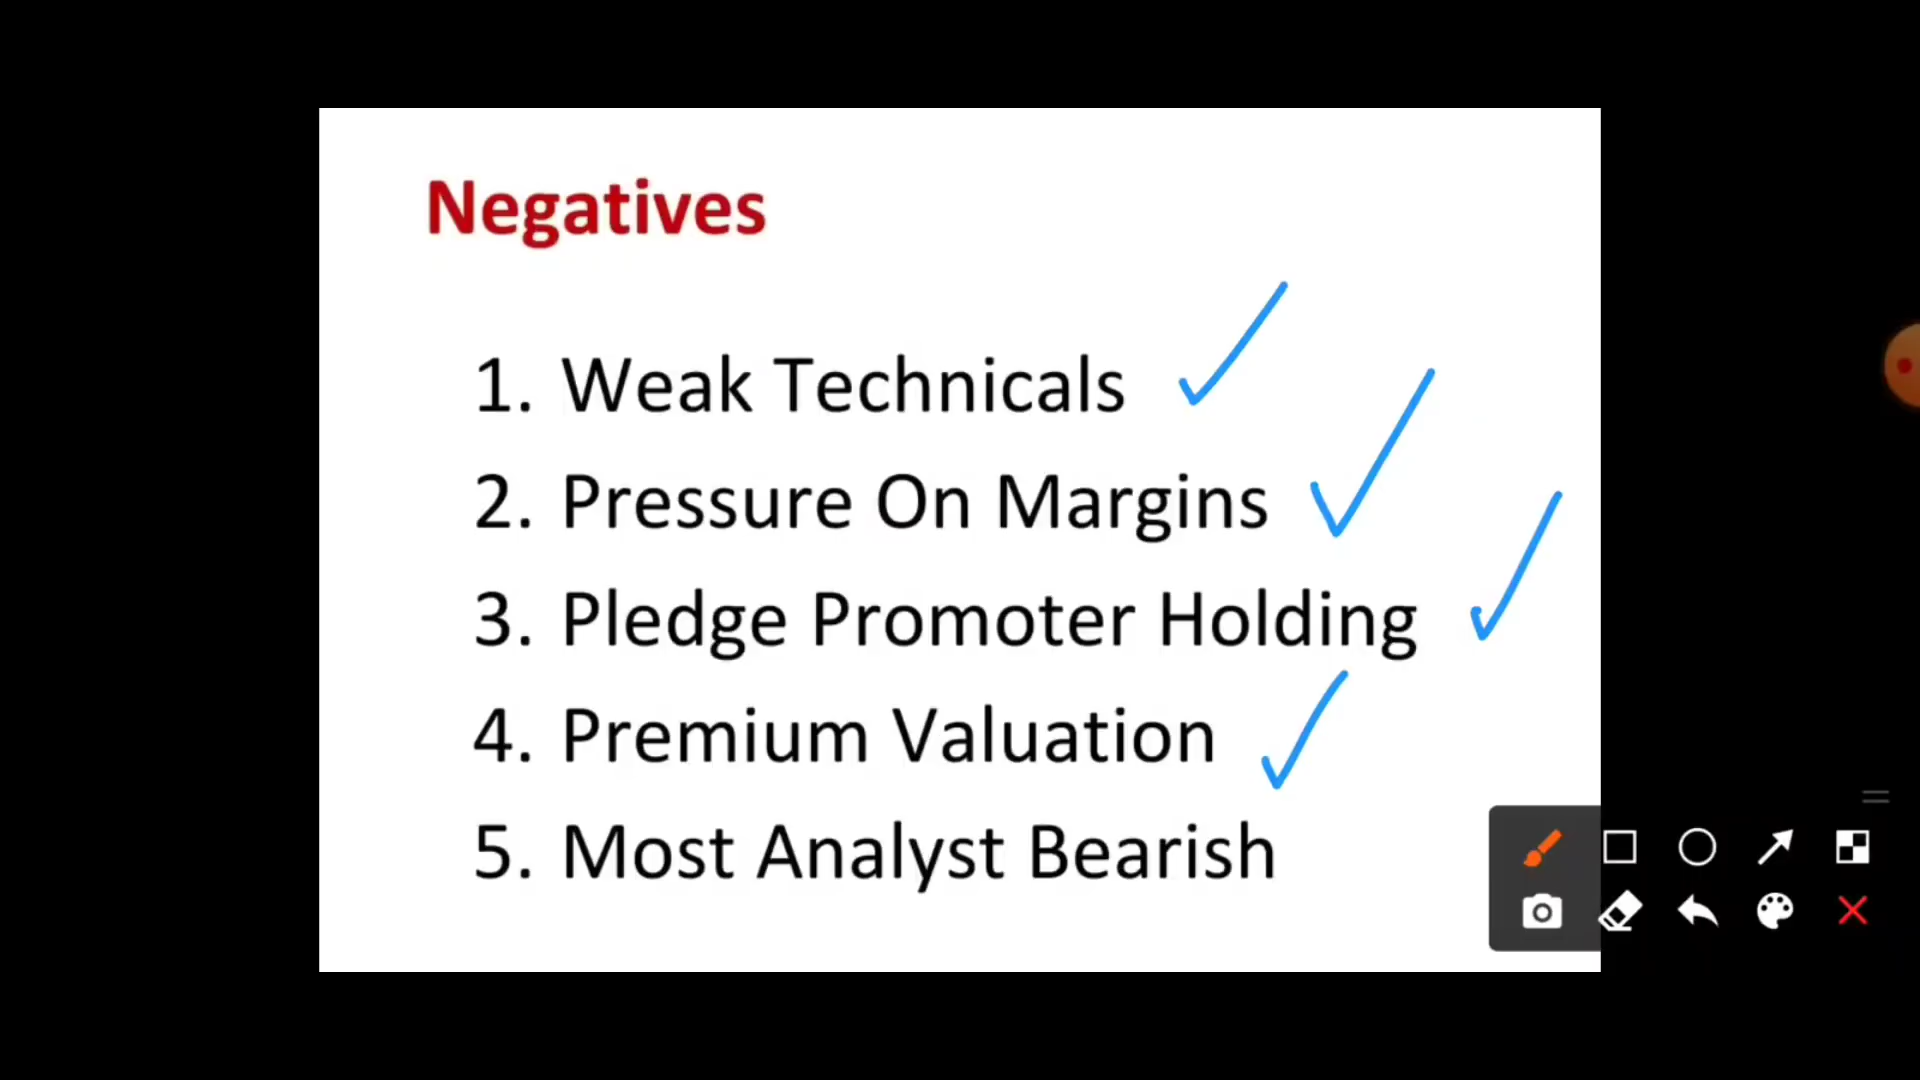 Negatives
1. Weak Technicals
2. Pressure On Margins
3. Pledge Promoter Holding
4. Premium Valuation
5. Most Analyst Bearish